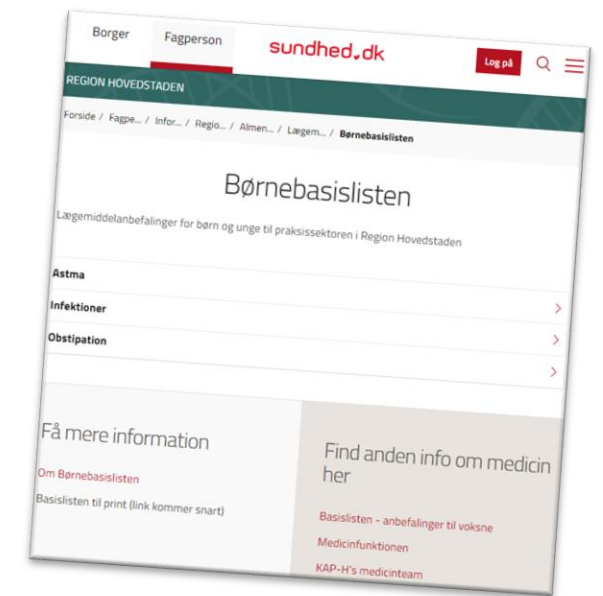 Borger Fagperson sundhed.dk Log på
REGION HOVEDSTADEN
Forside / Fagpe... / Infor... / Regio... / Almen... / Lægem... / Børnebasislisten
Børnebasislisten
Lægemiddelanbefalinger for børn og unge til praksissektoren i Region Hovedstaden
Astma
Infektioner
Obstipation
Få mere information
Om Børnebasislisten
Basislisten til print (link kommer snart)
Find anden info om medicin
her
Basislisten - anbefalinger til voksne
Medicinfunktionen
KAP-H's medicinteam